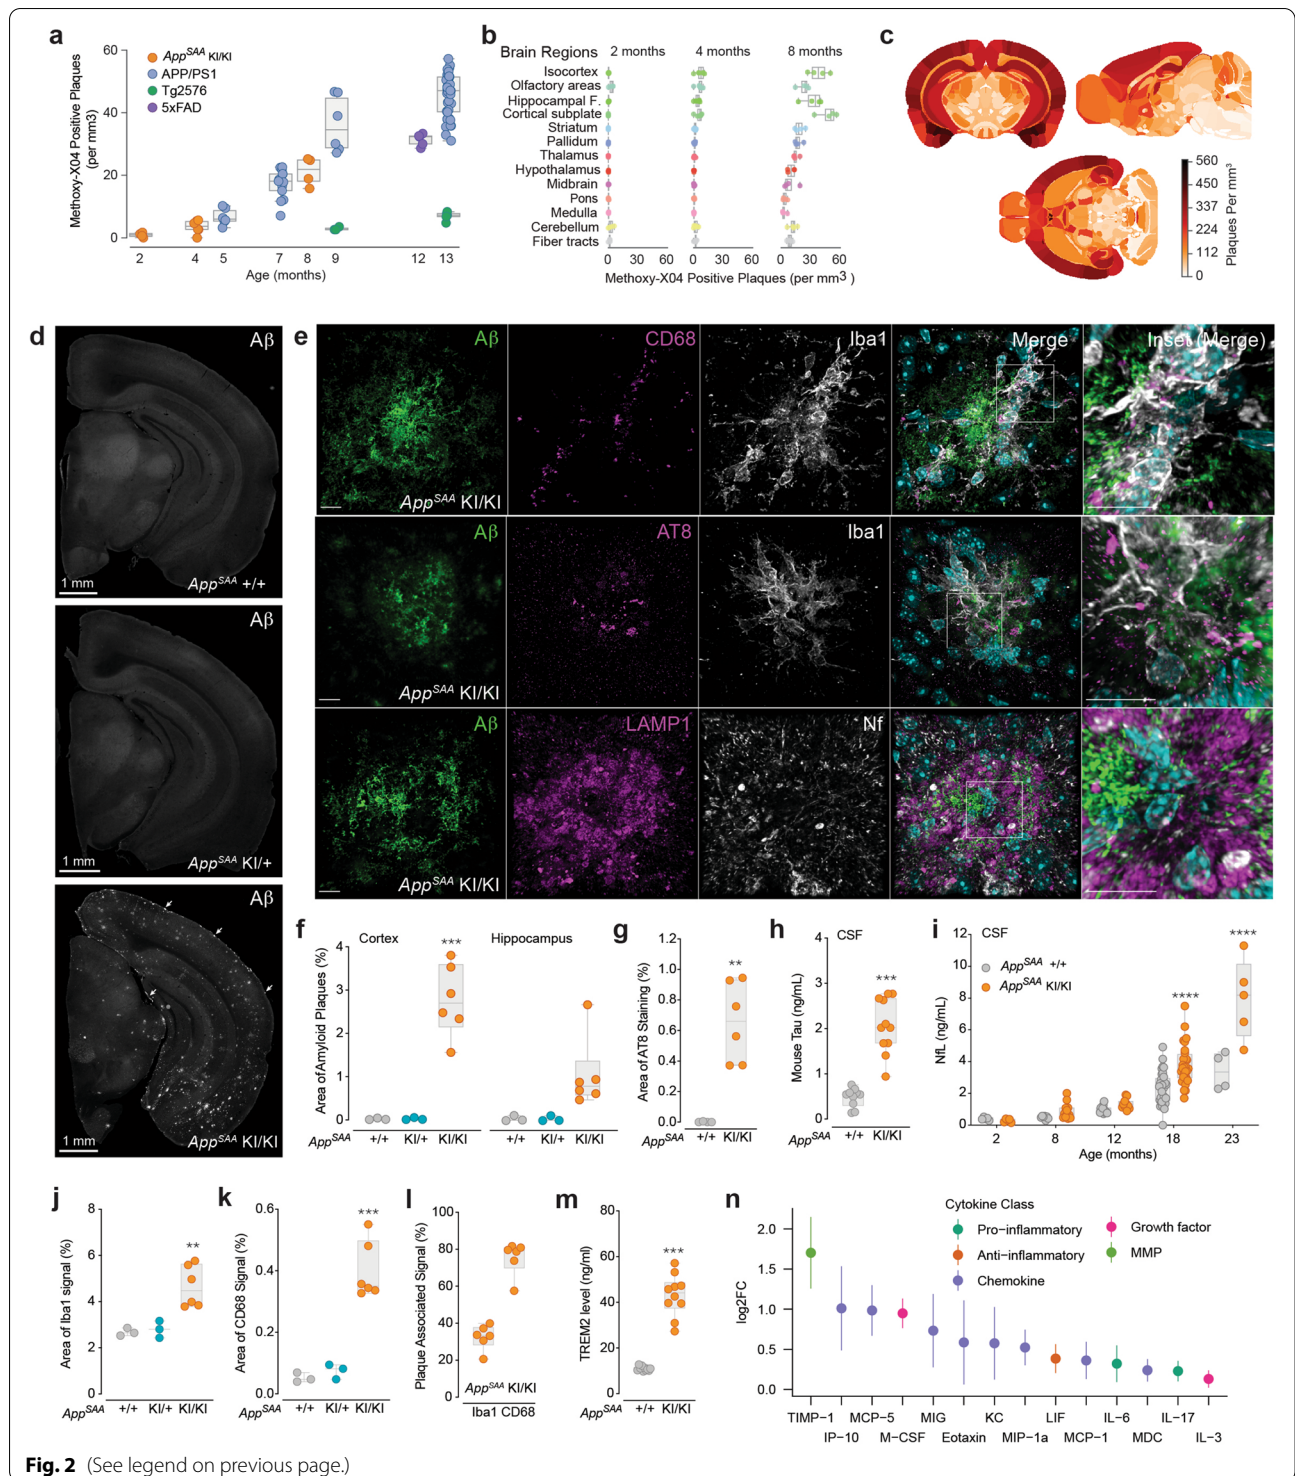 a
Methoxy-X04 Positive Plaques
(per mm3)
60
40
20
0
App^SAA KI/KI
APP/PS1
Tg2576
5xFAD
2 4 5 7 8 9 12 13
Age (months)
b
Brain Regions 2 months 4 months 8 months
Isocortex
Olfactory areas
Hippocampal F.
Cortical subplate
Striatum
Pallidum
Thalamus
Hypothalamus
Midbrain
Pons
Medulla
Cerebellum
Fiber tracts
0 30 60 0 30 60 0 30 60
Methoxy-X04 Positive Plaques (per mm³ )
c
560
450
337
224
112
0
Plaques Per mm³
d
Aβ
1 mm
App^SAA +/+
Aβ
1 mm
App^SAA KI/+
Aβ
1 mm
App^SAA KI/KI
e
Aβ CD68 Iba1 Merge Inset (Merge)
App^SAA KI/KI
Aβ AT8 Iba1
App^SAA KI/KI
Aβ LAMP1 Nf
App^SAA KI/KI
f
Cortex Hippocampus
Area of Amyloid Plaques (%)
4
3
2
1
0
***
App^SAA +/+ KI/+ KI/KI +/+ KI/+ KI/KI
g
Area of AT8 Staining (%)
1.2
1.0
0.8
0.6
0.4
0.2
0.0
**
App^SAA +/+ KI/KI
h
CSF
Mouse Tau (ng/mL)
4
3
2
1
0
***
App^SAA +/+ KI/KI
i
CSF
NfL (ng/mL)
12
10
8
6
4
2
0
App^SAA +/+
App^SAA KI/KI
****
****
2 8 12 18 23
Age (months)
j
Area of Iba1 signal (%)
8
6
4
2
0
**
App^SAA +/+ KI/+ KI/KI
k
Area of CD68 Signal (%)
0.6
0.4
0.2
0.0
***
App^SAA +/+ KI/+ KI/KI
l
Plaque Associated Signal (%)
100
80
60
40
20
0
App^SAA KI/KI
Iba1 CD68
m
TREM2 level (ng/ml)
80
60
40
20
0
***
App^SAA +/+ KI/KI
n
Cytokine Class
Pro−inflammatory
Anti−inflammatory
Chemokine
Growth factor
MMP
log2FC
2.0
1.5
1.0
0.5
0.0
TIMP−1 MCP−5 MIG KC LIF IL−6 IL−17
IP−10 M−CSF Eotaxin MIP−1a MCP−1 MDC IL−3
Fig. 2 (See legend on previous page.)